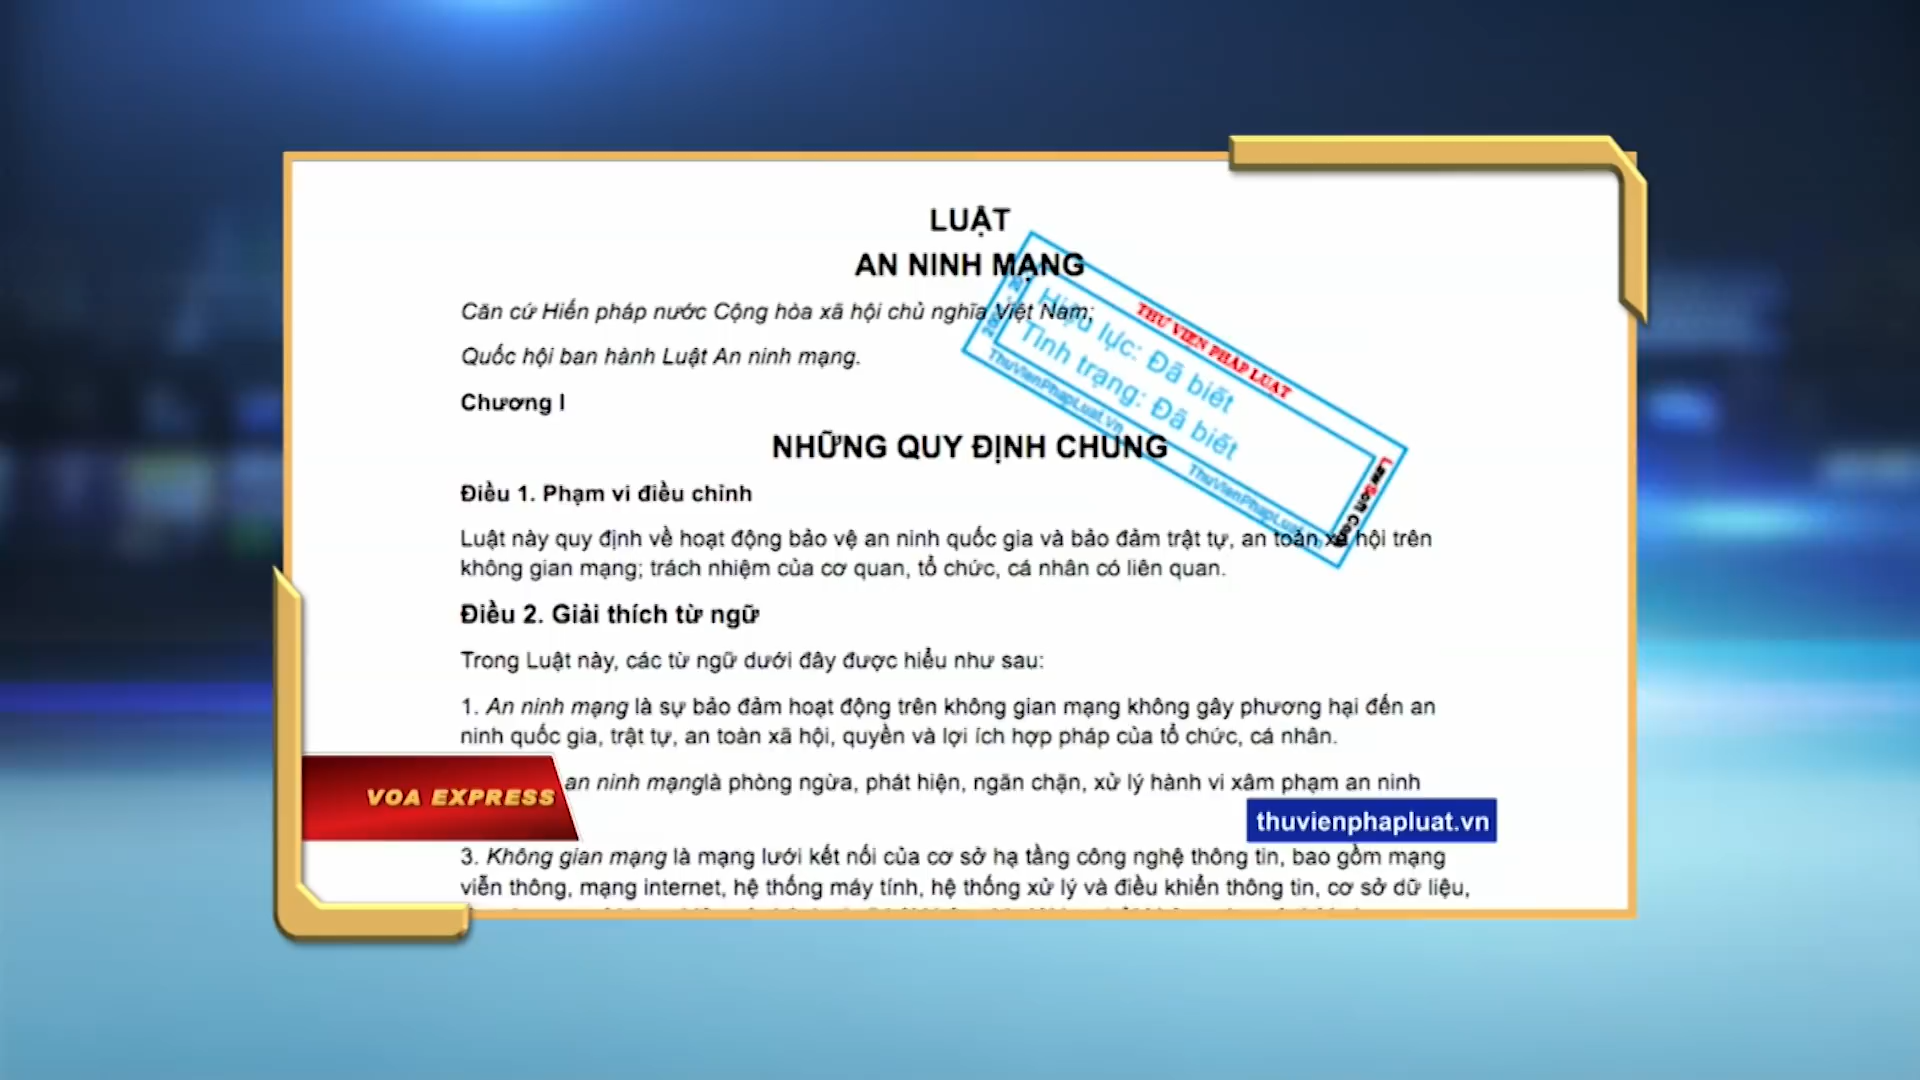 LUẬT
AN NINH MẠNG
Căn cứ Hiến pháp nước Cộng hòa xã hội chủ nghĩa Việt Nam;
Quốc hội ban hành Luật An ninh mạng.
Chương I
NHỮNG QUY ĐỊNH CHUNG
THƯ VIEN PHÁP LUẬT
Hiệu lực: Đã biết
Tình trạng: Đã biết
ThuVienPhapLuat.vn
ThuVienPhapLuat.vn
LawSoft
Điều 1. Phạm vi điều chỉnh
Luật này quy định về hoạt động bảo vệ an ninh quốc gia và bảo đảm trật tự, an toàn xã hội trên
không gian mạng; trách nhiệm của cơ quan, tổ chức, cá nhân có liên quan.
Điều 2. Giải thích từ ngữ
Trong Luật này, các từ ngữ dưới đây được hiểu như sau:
1. An ninh mạng là sự bảo đảm hoạt động trên không gian mạng không gây phương hại đến an
ninh quốc gia, trật tự, an toàn xã hội, quyền và lợi ích hợp pháp của tổ chức, cá nhân.
an ninh mạnglà phòng ngừa, phát hiện, ngăn chặn, xử lý hành vi xâm phạm an ninh
VOA EXPRESS
thuvienphapluat.vn
3. Không gian mạng là mạng lưới kết nối của cơ sở hạ tầng công nghệ thông tin, bao gồm mạng
viễn thông, mạng internet, hệ thống máy tính, hệ thống xử lý và điều khiển thông tin, cơ sở dữ liệu,